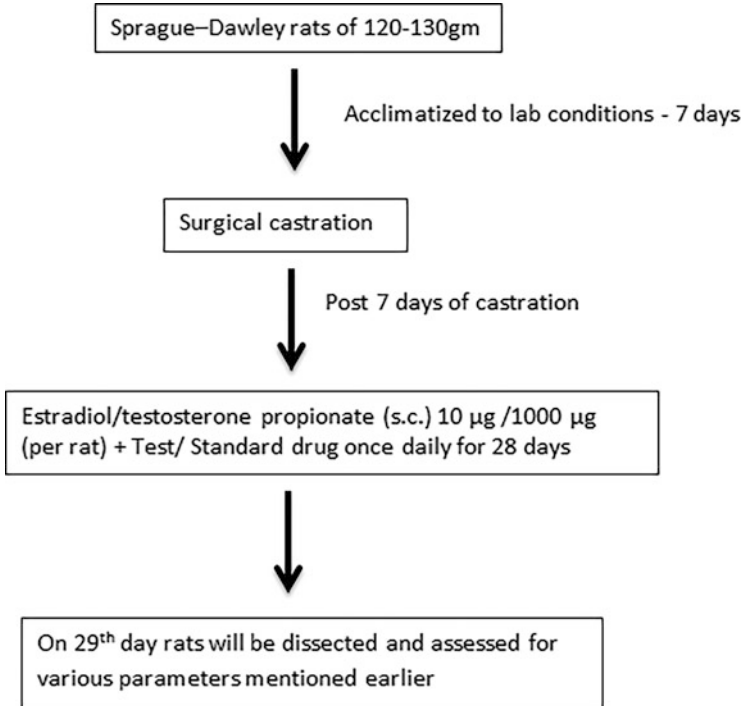 Sprague–Dawley rats of 120-130gm
Acclimatized to lab conditions - 7 days
Surgical castration
Post 7 days of castration
Estradiol/testosterone propionate (s.c.) 10 µg /1000 µg
(per rat) + Test/ Standard drug once daily for 28 days
On 29th day rats will be dissected and assessed for
various parameters mentioned earlier